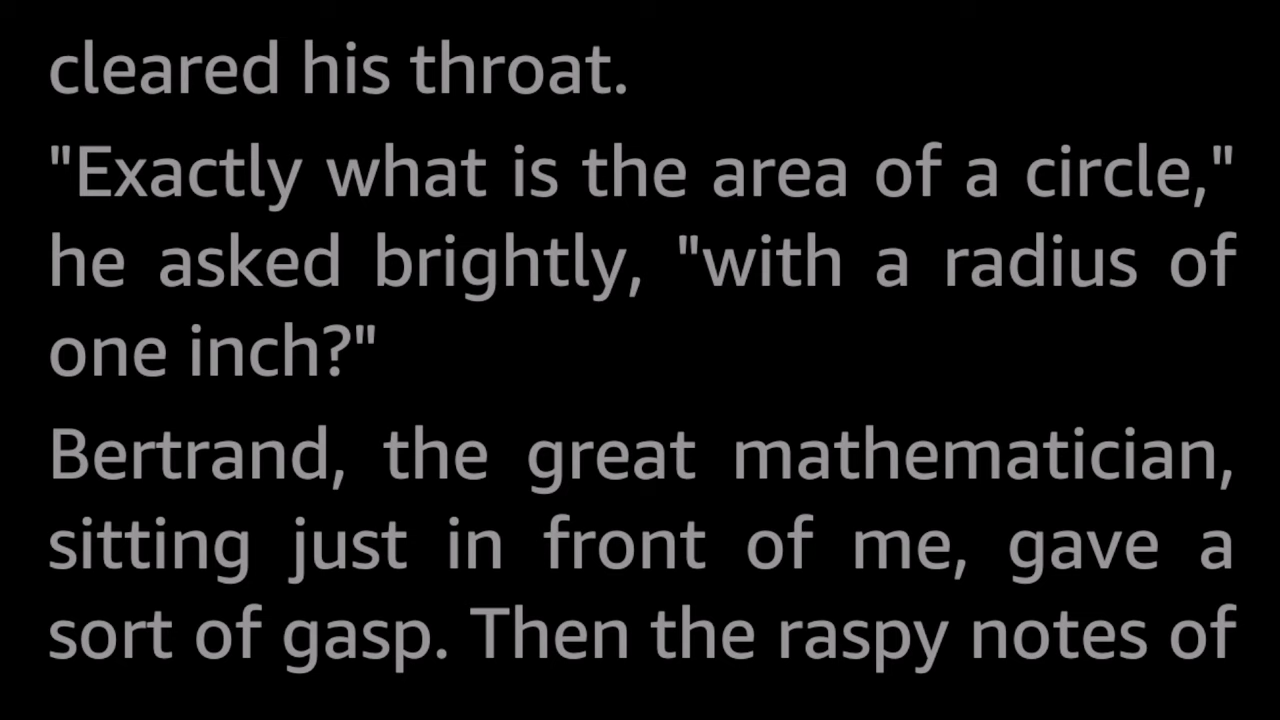 cleared his throat.
"Exactly what is the area of a circle,"
he asked brightly, "with a radius of
one inch?"
Bertrand, the great mathematician,
sitting just in front of me, gave a
sort of gasp. Then the raspy notes of